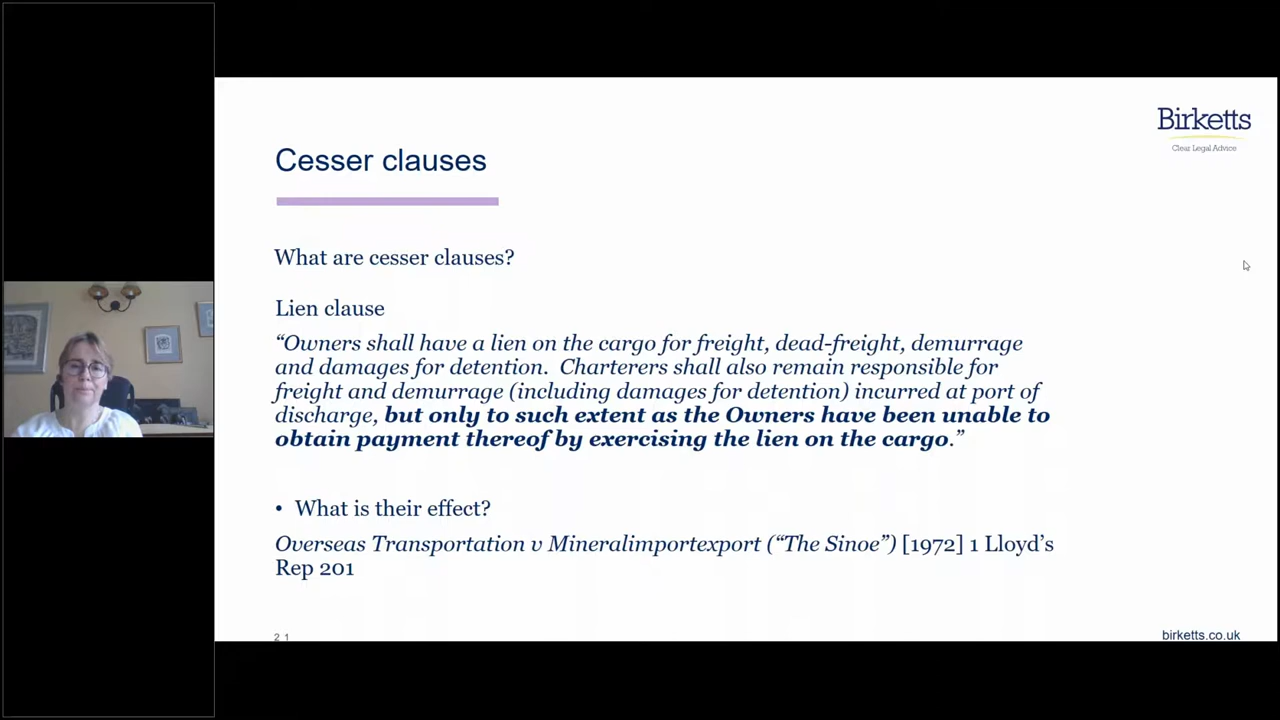 Birketts
Clear Legal Advice
Cesser clauses
What are cesser clauses?
Lien clause
“Owners shall have a lien on the cargo for freight, dead-freight, demurrage
and damages for detention.  Charterers shall also remain responsible for
freight and demurrage (including damages for detention) incurred at port of
discharge, but only to such extent as the Owners have been unable to
obtain payment thereof by exercising the lien on the cargo.”
• What is their effect?
Overseas Transportation v Mineralimportexport (“The Sinoe”) [1972] 1 Lloyd’s
Rep 201
21
birketts.co.uk